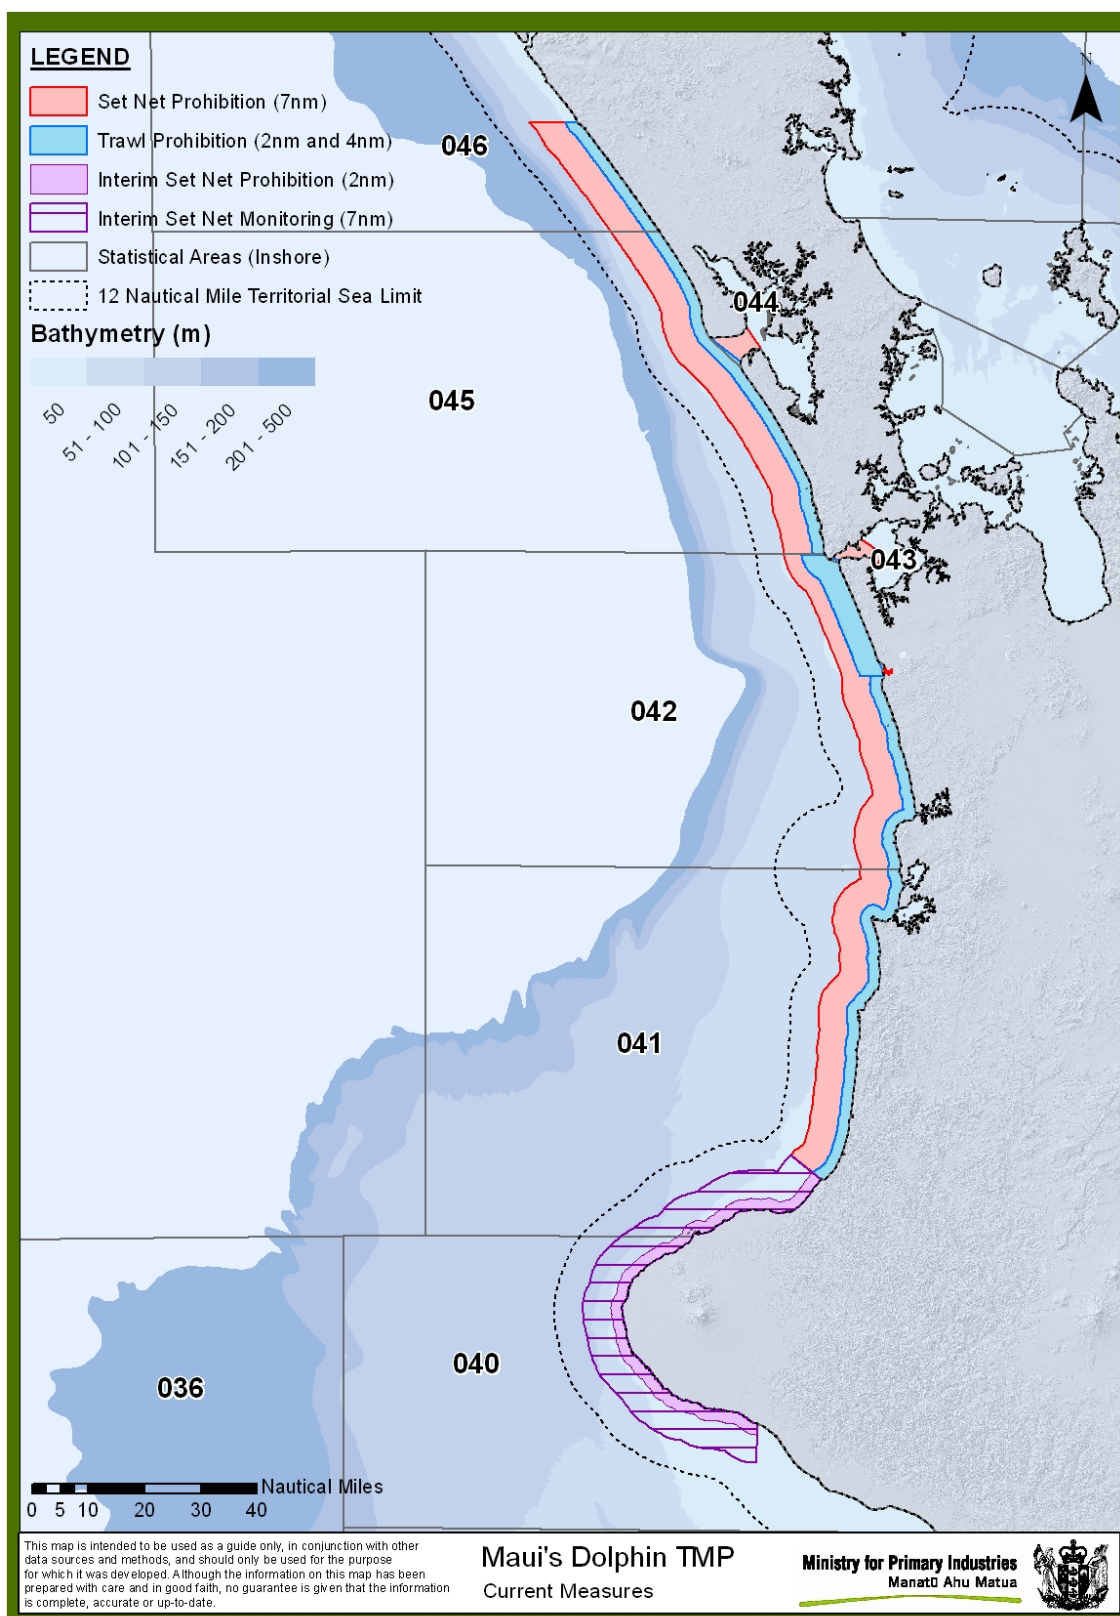 LEGEND
Set Net Prohibition (7nm)
Trawl Prohibition (2nm and 4nm)
Interim Set Net Prohibition (2nm)
Interim Set Net Monitoring (7nm)
Statistical Areas (Inshore)
12 Nautical Mile Territorial Sea Limit
Bathymetry (m)
50
51 - 100
101 - 150
151 - 200
201 - 500
N
046
044
045
043
042
041
040
036
Nautical Miles
0 5 10 20 30 40
This map is intended to be used as a guide only, in conjunction with other
data sources and methods, and should only be used for the purpose
for which it was developed. Although the information on this map has been
prepared with care and in good faith, no guarantee is given that the information
is complete, accurate or up-to-date.
Maui's Dolphin TMP
Current Measures
Ministry for Primary Industries
Manatū Ahu Matua